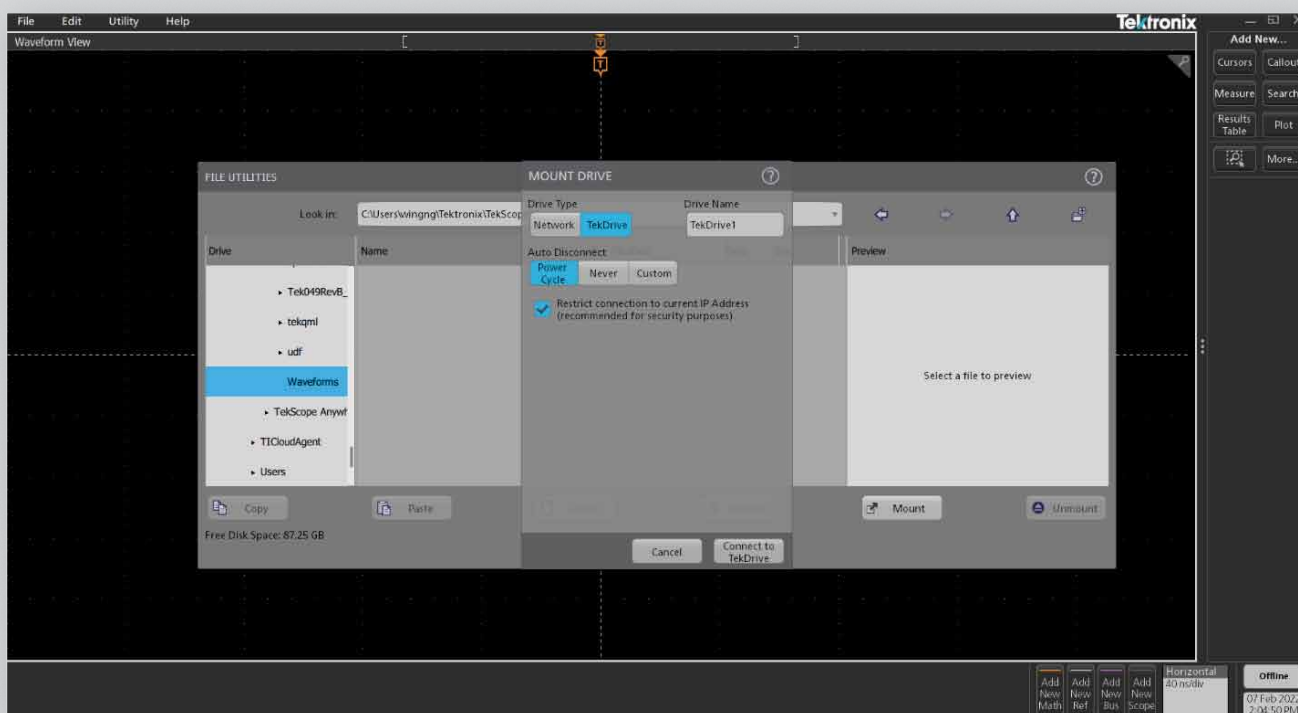 File Edit Utility Help
Tektronix
Waveform View
Add New...
Cursors Callout
Measure Search
Results Table Plot
More...
T
FILE UTILITIES
MOUNT DRIVE
Look in: C:\Users\wingng\Tektronix\TekScop
Drive Type Drive Name
Network TekDrive TekDrive1
Drive Name Preview
Auto Disconnect
Power Cycle Never Custom
Restrict connection to current IP Address
(recommended for security purposes)
Tek049RevB_
tekqml
udf
Waveforms
TekScope Anywh
TICloudAgent
Users
Select a file to preview
Copy Paste Mount Unmount
Free Disk Space: 87.25 GB
Cancel
Connect to
TekDrive
Add New Math
Add New Ref
Add New Bus
Add New Scope
Horizontal
40 ns/div
Offline
07 Feb 2022
2:04:50 PM